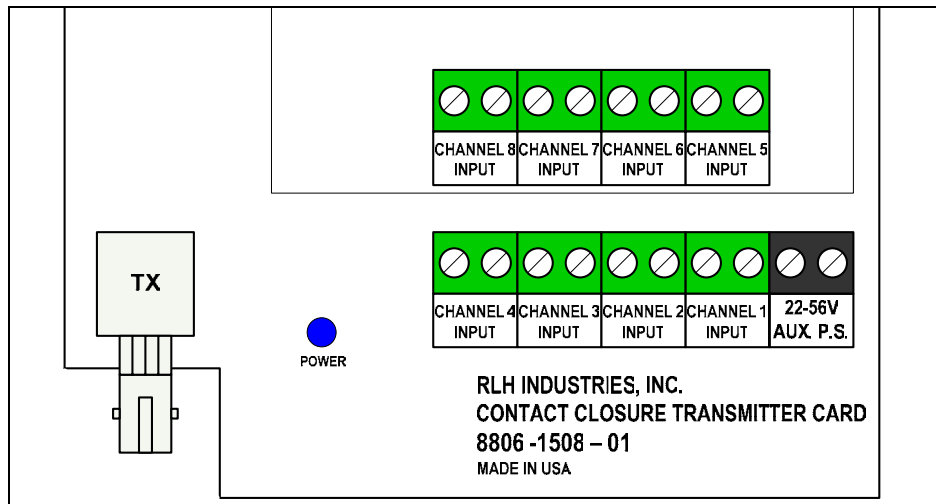 CHANNEL 8 INPUT
CHANNEL 7 INPUT
CHANNEL 6 INPUT
CHANNEL 5 INPUT
TX
POWER
CHANNEL 4 INPUT
CHANNEL 3 INPUT
CHANNEL 2 INPUT
CHANNEL 1 INPUT
22-56V
AUX. P.S.
RLH INDUSTRIES, INC.
CONTACT CLOSURE TRANSMITTER CARD
8806 -1508 – 01
MADE IN USA